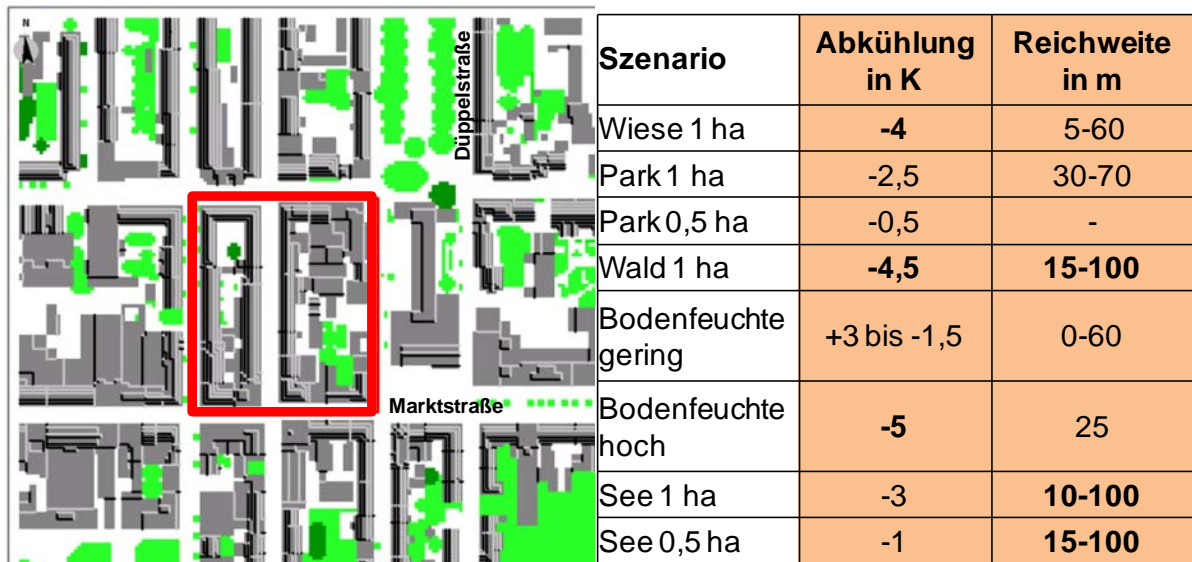 N
Düppelstraße
Marktstraße
Szenario Abkühlung in K Reichweite in m
Wiese 1 ha -4 5-60
Park 1 ha -2,5 30-70
Park 0,5 ha -0,5 -
Wald 1 ha -4,5 15-100
Bodenfeuchte gering +3 bis -1,5 0-60
Bodenfeuchte hoch -5 25
See 1 ha -3 10-100
See 0,5 ha -1 15-100